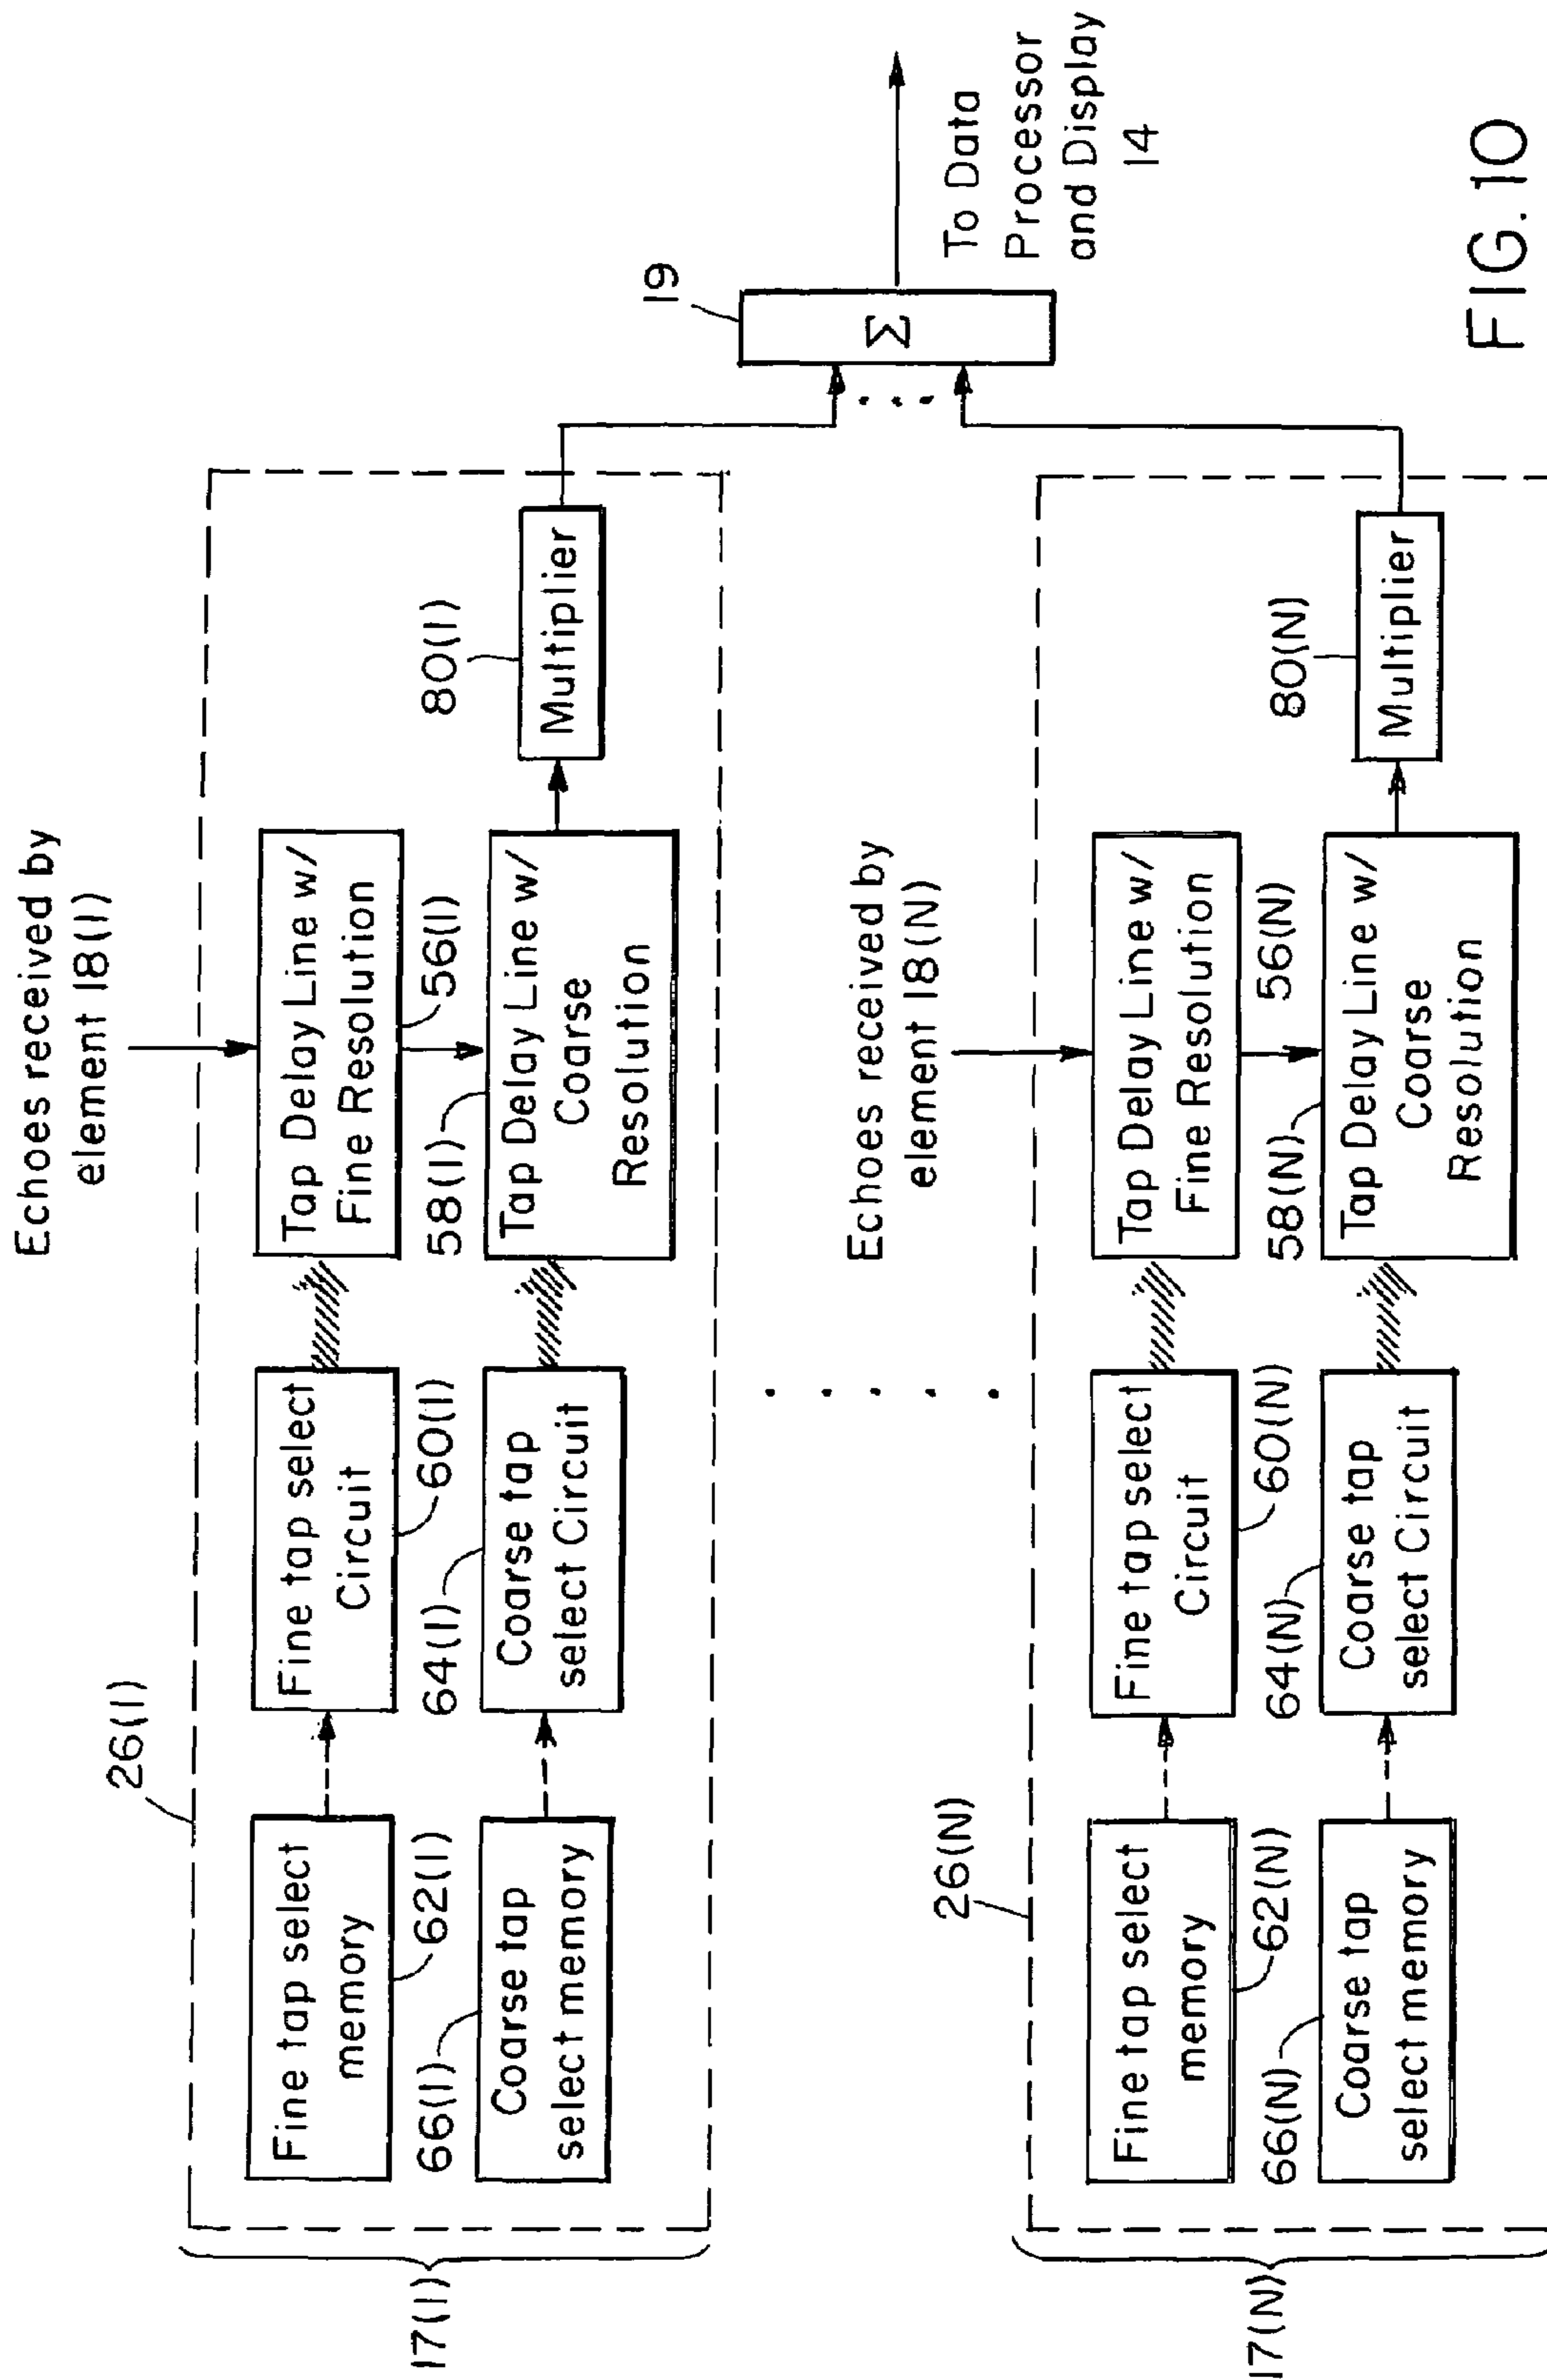 Echoes received by
element 18(1)
26(1)
Fine tap select
memory
62(1)
Fine tap select
Circuit
60(1)
Tap Delay Line w/
Fine Resolution
56(1)
66(1)
Coarse tap
select memory
64(1)
Coarse tap
select Circuit
58(1)
Tap Delay Line w/
Coarse
Resolution
80(1)
Multiplier
17(1)
19
Σ
To Data
Processor
and Display
14
Echoes received by
element 18(N)
26(N)
Fine tap select
memory
62(N)
Fine tap select
Circuit
60(N)
Tap Delay Line w/
Fine Resolution
56(N)
66(N)
Coarse tap
select memory
64(N)
Coarse tap
select Circuit
58(N)
Tap Delay Line w/
Coarse
Resolution
80(N)
Multiplier
17(N)
FIG. 10